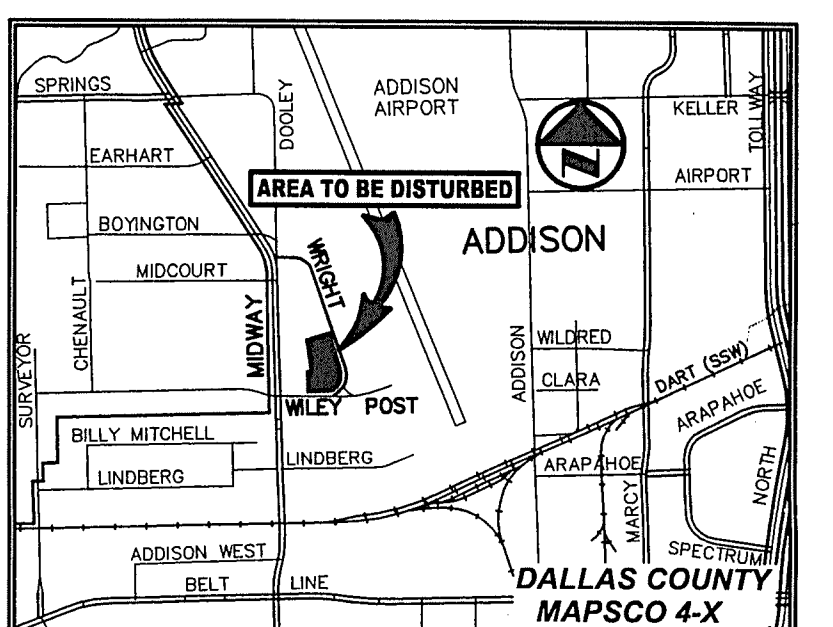 SPRINGS
DOOLEY
ADDISON
AIRPORT
KELLER
TOLLWAY
EARHART
AIRPORT
AREA TO BE DISTURBED
BOYINGTON
ADDISON
WRIGHT
MIDCOURT
CHENAULT
MIDWAY
SURVEYOR
ADDISON
WILDRED
DART (SSW)
CLARA
WILEY POST
ARAPAHOE
BILLY MITCHELL
LINDBERG
LINDBERG
ARAPAHOE
NORTH
MARCY
ADDISON WEST
SPECTRUM
BELT LINE
DALLAS COUNTY
MAPSCO 4-X
N